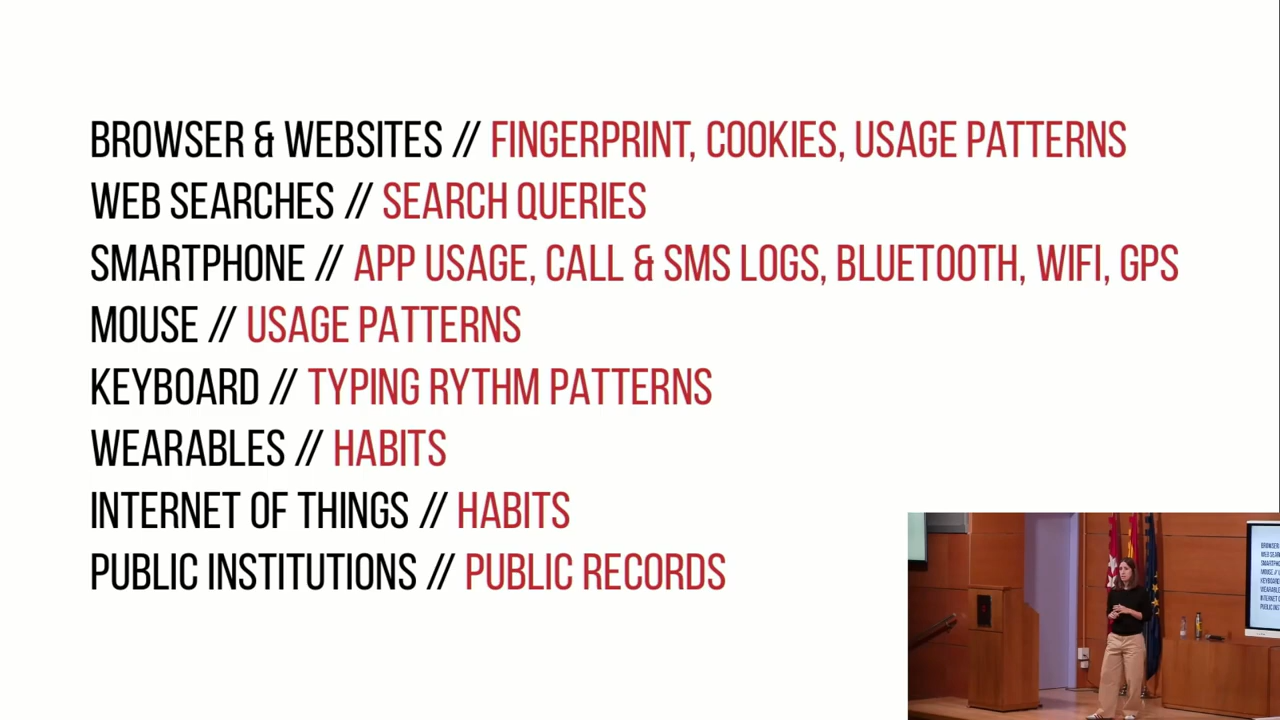 BROWSER & WEBSITES // FINGERPRINT, COOKIES, USAGE PATTERNS
WEB SEARCHES // SEARCH QUERIES
SMARTPHONE // APP USAGE, CALL & SMS LOGS, BLUETOOTH, WIFI, GPS
MOUSE // USAGE PATTERNS
KEYBOARD // TYPING RYTHM PATTERNS
WEARABLES // HABITS
INTERNET OF THINGS // HABITS
PUBLIC INSTITUTIONS // PUBLIC RECORDS